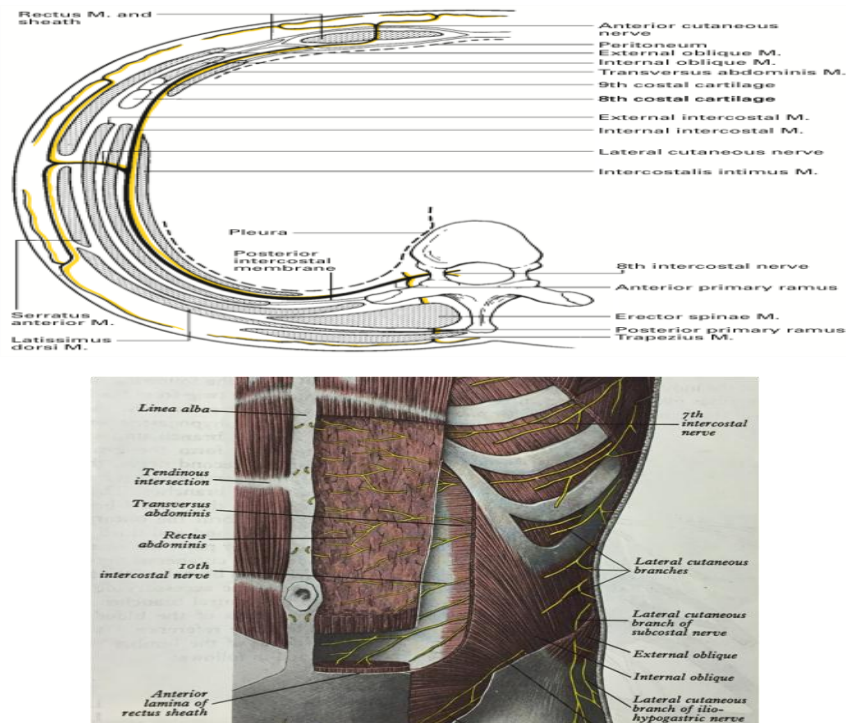 Rectus M. and
sheath
Anterior cutaneous
nerve
Peritoneum
External oblique M.
Internal oblique M.
Transversus abdominis M.
9th costal cartilage
8th costal cartilage
External intercostal M.
Internal intercostal M.
Lateral cutaneous nerve
Intercostalis intimus M.
Pleura
Posterior
intercostal
membrane
8th intercostal nerve
Anterior primary ramus
Serratus
anterior M.
Erector spinae M.
Latissimus
dorsi M.
Posterior primary ramus
Trapezius M.
Linea alba
7th
intercostal
nerve
Tendinous
intersection
Transversus
abdominis
Rectus
abdominis
10th
intercostal nerve
Lateral cutaneous
branches
Lateral cutaneous
branch of
subcostal nerve
External oblique
Internal oblique
Anterior
lamina of
rectus sheath
Lateral cutaneous
branch of ilio-
hypogastric nerve